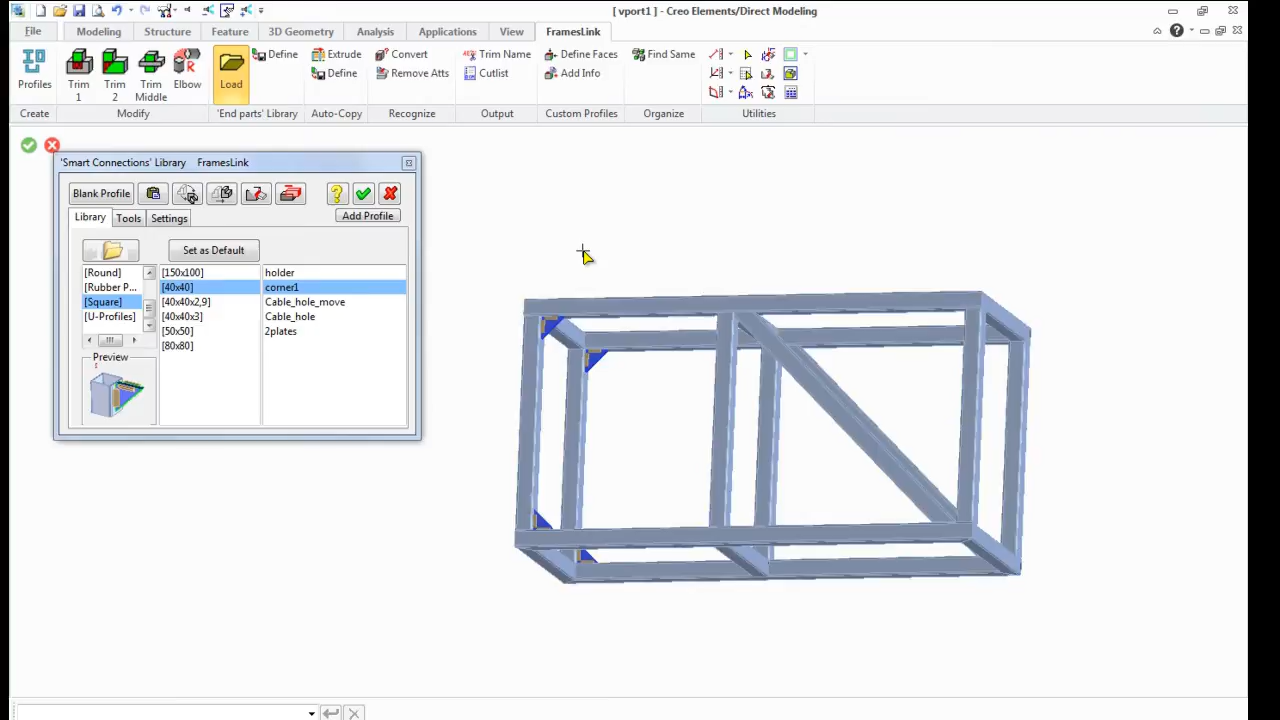 [ vport1 ] - Creo Elements/Direct Modeling
File Modeling Structure Feature 3D Geometry Analysis Applications View FramesLink
Profiles Trim 1 Trim 2 Trim Middle Elbow Load Define Extrude Define Convert Remove Atts Trim Name Cutlist Define Faces Add Info Find Same
Create Modify 'End parts' Library Auto-Copy Recognize Output Custom Profiles Organize Utilities
'Smart Connections' Library FramesLink
Blank Profile
Library Tools Settings Add Profile
Set as Default
[Round] [150x100] holder
[Rubber P... [40x40] corner1
[Square] [40x40x2,9] Cable_hole_move
[U-Profiles] [40x40x3] Cable_hole
[50x50] 2plates
[80x80]
Preview